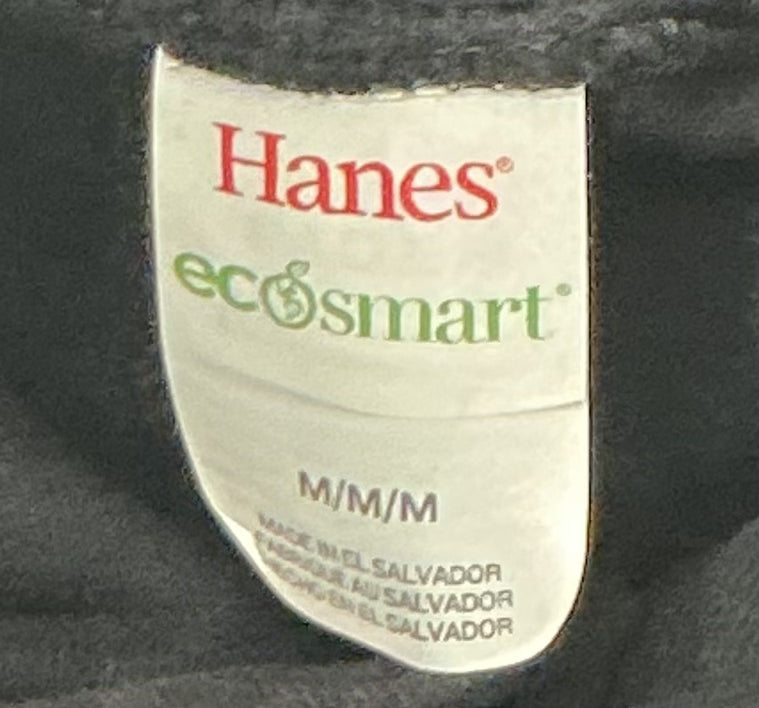 Hanes®
ecosmart®
M/M/M
MADE IN EL SALVADOR
FABRIQUÉ AU SALVADOR
HECHO EN EL SALVADOR